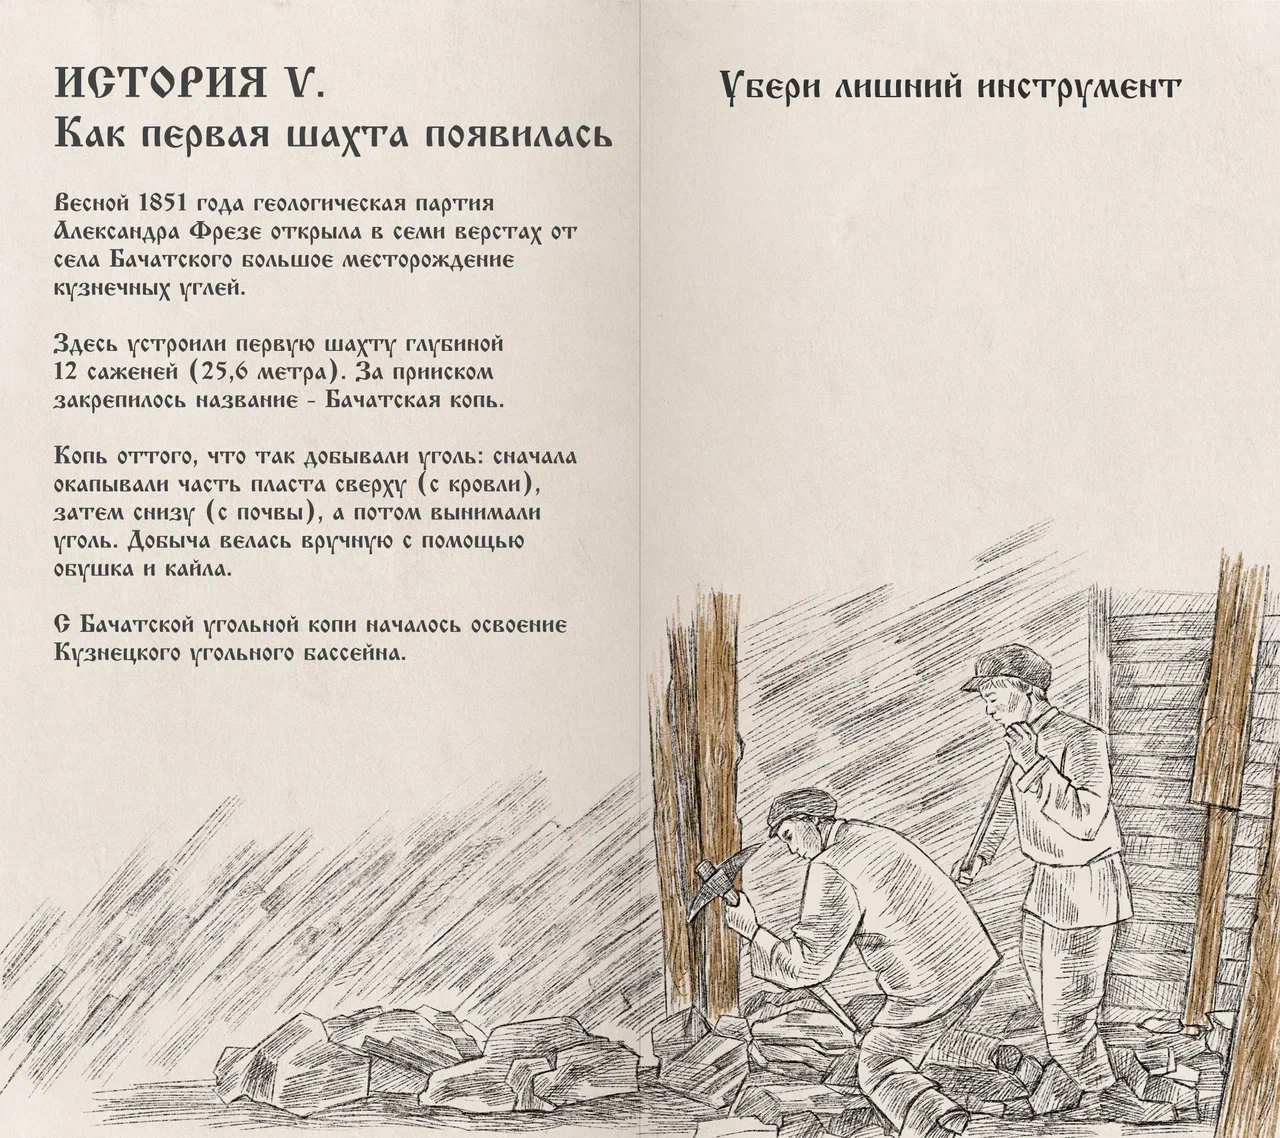 ИСТОРИЯ V.
Как первая шахта появилась
Весной 1851 года геологическая партия
Александра Фрезе открыла в семи верстах от
села Бачатского большое месторождение
кузнечных углей.
Здесь устроили первую шахту глубиной
12 саженей (25,6 метра). За прииском
закрепилось название - Бачатская копь.
Копь оттого, что так добывали уголь: сначала
окапывали часть пласта сверху (с кровли),
затем снизу (с почвы), а потом вынимали
уголь. Добыча велась вручную с помощью
обушка и кайла.
С Бачатской угольной копи началось освоение
Кузнецкого угольного бассейна.
Убери лишний инструмент